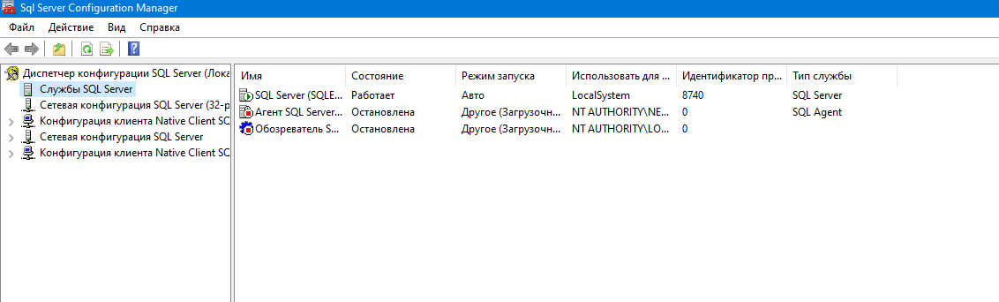 Sql Server Configuration Manager
Файл Действие Вид Справка
Диспетчер конфигурации SQL Server (Лока
Службы SQL Server
Сетевая конфигурация SQL Server (32-р
Конфигурация клиента Native Client SQ
Сетевая конфигурация SQL Server
Конфигурация клиента Native Client SQ
Имя Состояние Режим запуска Использовать для ... Идентификатор пр... Тип службы
SQL Server (SQLE... Работает Авто LocalSystem 8740 SQL Server
Агент SQL Server... Остановлена Другое (Загрузочн... NT AUTHORITY\NE... 0 SQL Agent
Обозреватель S... Остановлена Другое (Загрузочн... NT AUTHORITY\LO... 0